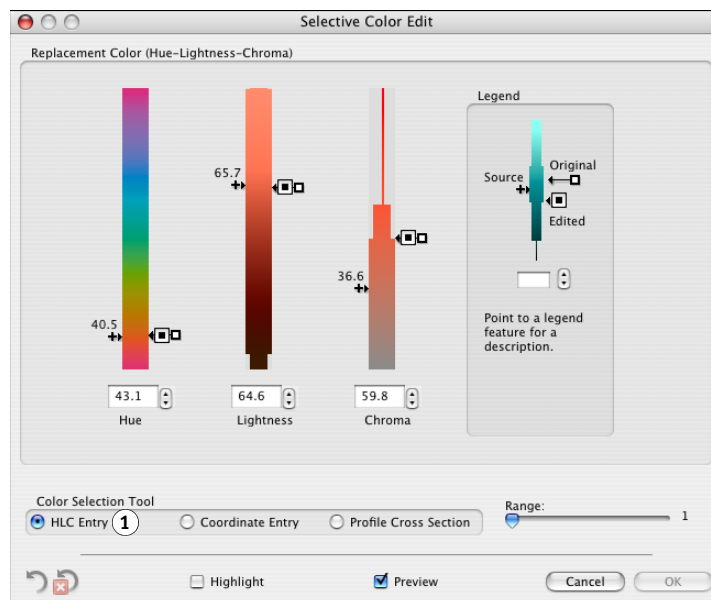 Selective Color Edit
Replacement Color (Hue-Lightness-Chroma)
Legend
65.7
Original
Source
Edited
36.6
40.5
Point to a legend
feature for a
description.
43.1
64.6
59.8
Hue
Lightness
Chroma
Color Selection Tool
Range:
HLC Entry
1
Coordinate Entry
Profile Cross Section
1
Highlight
Preview
Cancel
OK